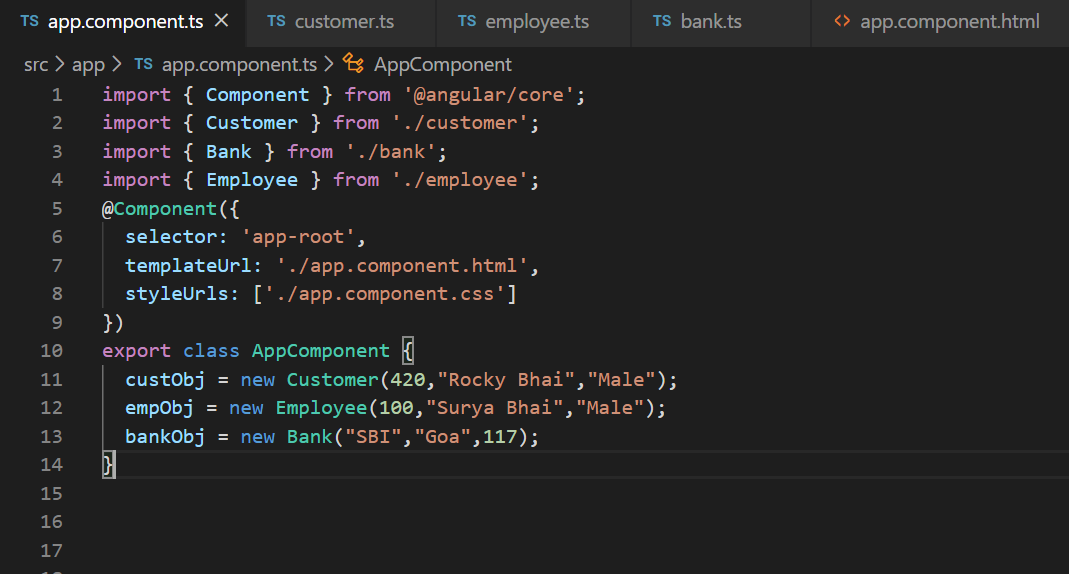 TS app.component.ts × TS customer.ts TS employee.ts TS bank.ts <> app.component.html
src > app > TS app.component.ts > AppComponent
1 import { Component } from '@angular/core';
2 import { Customer } from './customer';
3 import { Bank } from './bank';
4 import { Employee } from './employee';
5 @Component({
6   selector: 'app-root',
7   templateUrl: './app.component.html',
8   styleUrls: ['./app.component.css']
9 })
10 export class AppComponent {
11   custObj = new Customer(420,"Rocky Bhai","Male");
12   empObj = new Employee(100,"Surya Bhai","Male");
13   bankObj = new Bank("SBI","Goa",117);
14 }
15
16
17